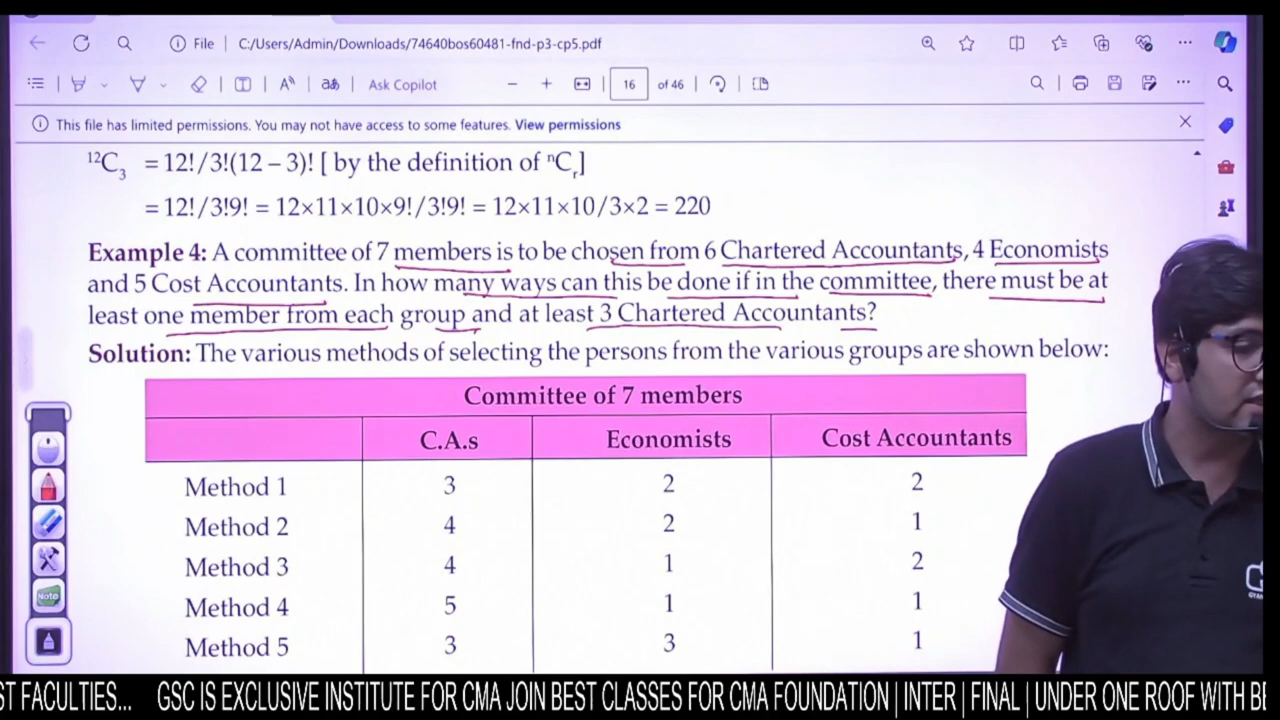 File | C:/Users/Admin/Downloads/74640bos60481-fnd-p3-cp5.pdf
Ask Copilot 16 of 46
This file has limited permissions. You may not have access to some features. View permissions
¹²C₃ = 12!/3!(12 – 3)! [ by the definition of ⁿCᵣ]
= 12!/3!9! = 12×11×10×9!/3!9! = 12×11×10/3×2 = 220
Example 4: A committee of 7 members is to be chosen from 6 Chartered Accountants, 4 Economists
and 5 Cost Accountants. In how many ways can this be done if in the committee, there must be at
least one member from each group and at least 3 Chartered Accountants?
Solution: The various methods of selecting the persons from the various groups are shown below:
Committee of 7 members
C.A.s Economists Cost Accountants
Method 1 3 2 2
Method 2 4 2 1
Method 3 4 1 2
Method 4 5 1 1
Method 5 3 3 1
Note
ST FACULTIES... GSC IS EXCLUSIVE INSTITUTE FOR CMA JOIN BEST CLASSES FOR CMA FOUNDATION | INTER | FINAL | UNDER ONE ROOF WITH BE